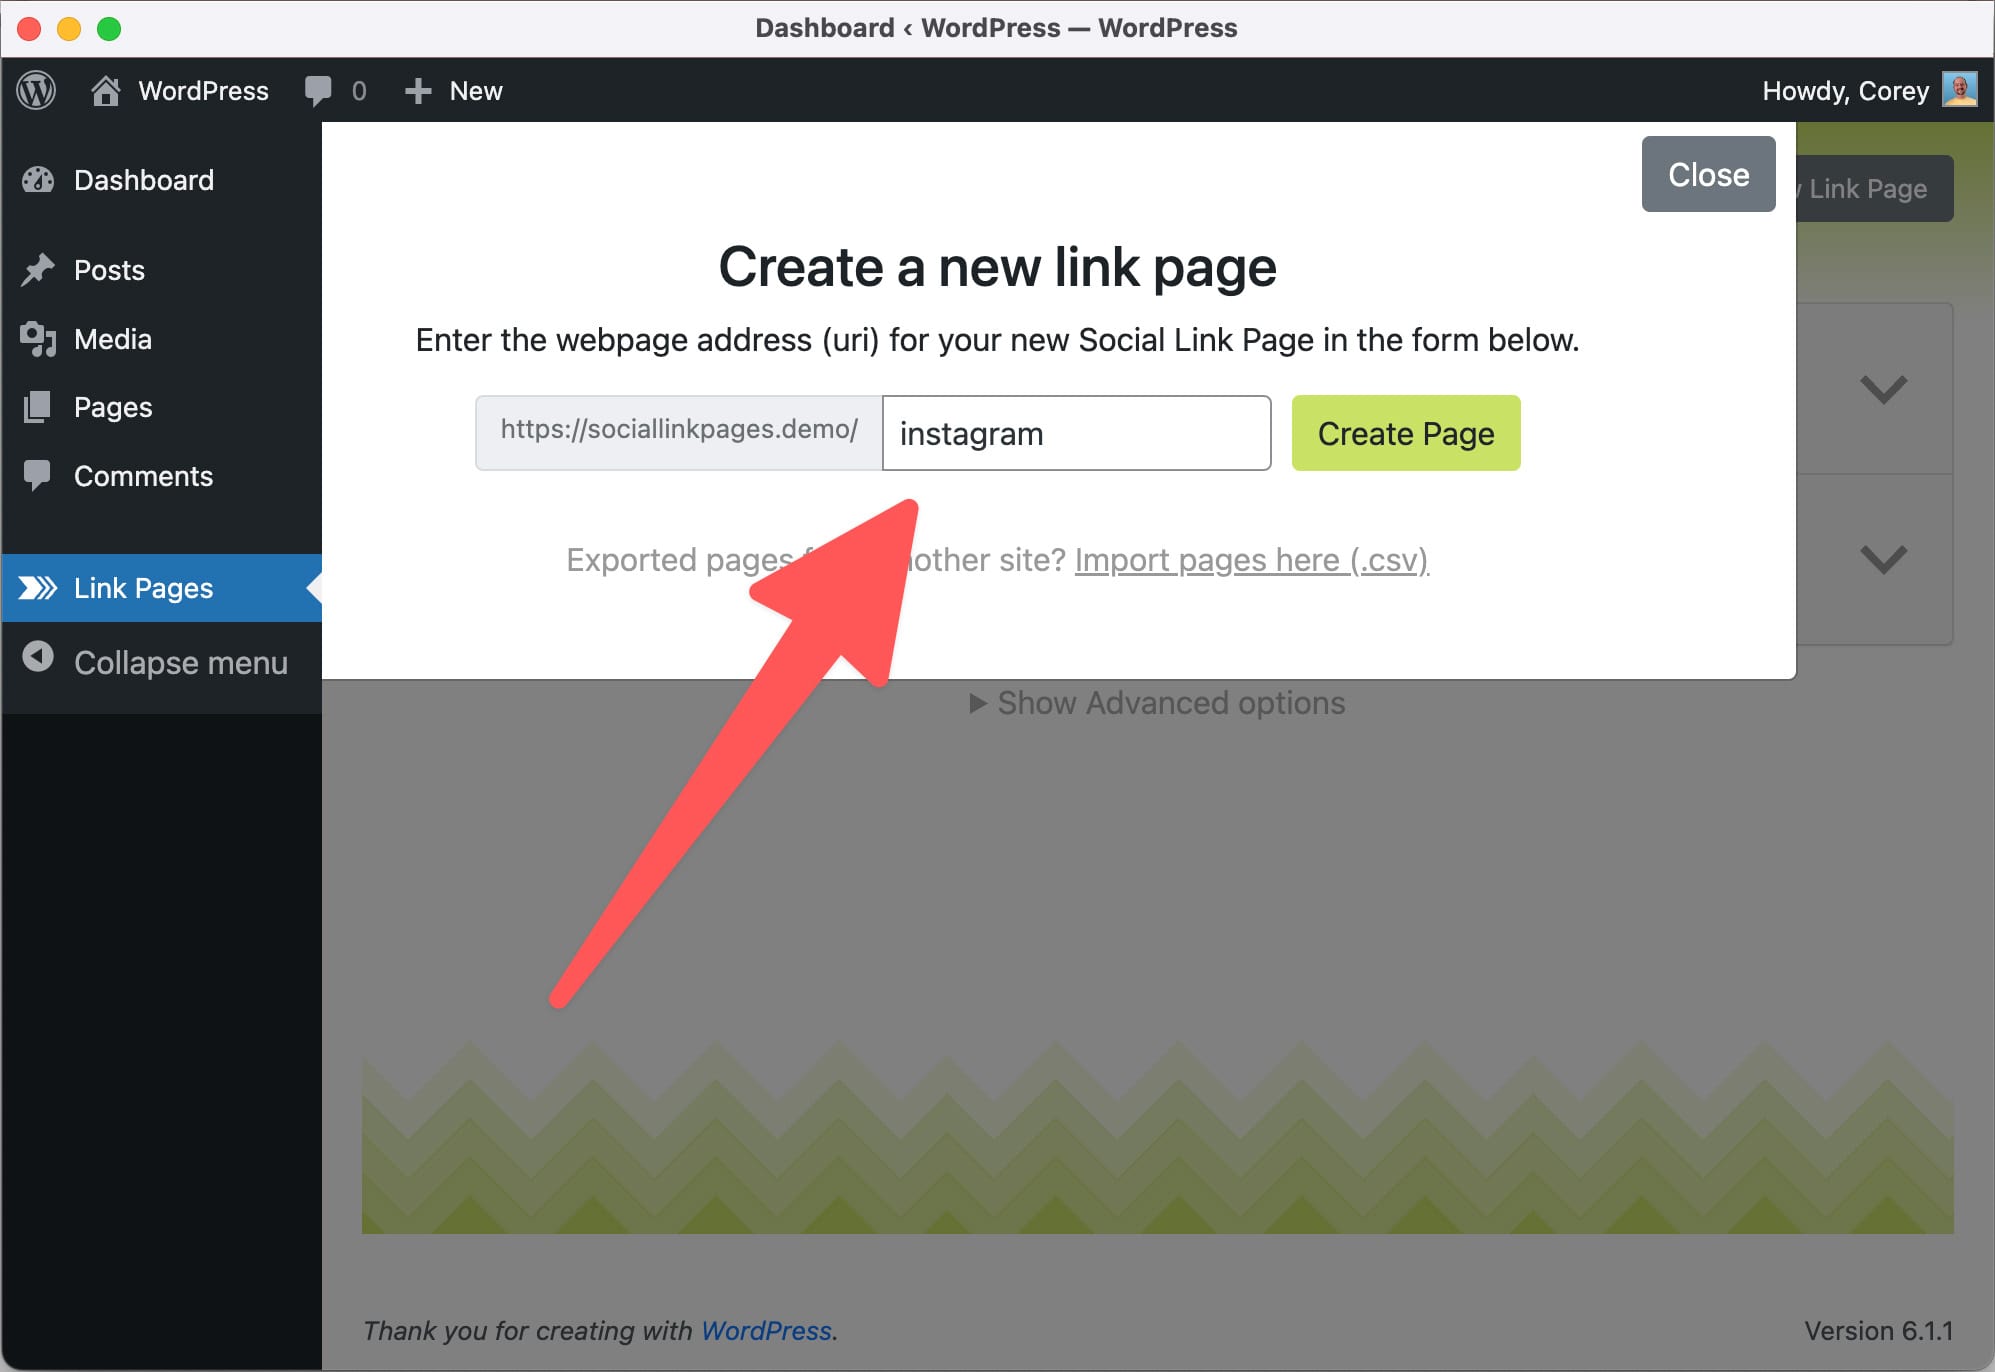 Dashboard ‹ WordPress — WordPress
WordPress 0 New Howdy, Corey
Dashboard
Posts
Media
Pages
Comments
Link Pages
Collapse menu
Close
Link Page
Create a new link page
Enter the webpage address (uri) for your new Social Link Page in the form below.
https://sociallinkpages.demo/ instagram Create Page
Exported pages other site? Import pages here (.csv)
Show Advanced options
Thank you for creating with WordPress.
Version 6.1.1